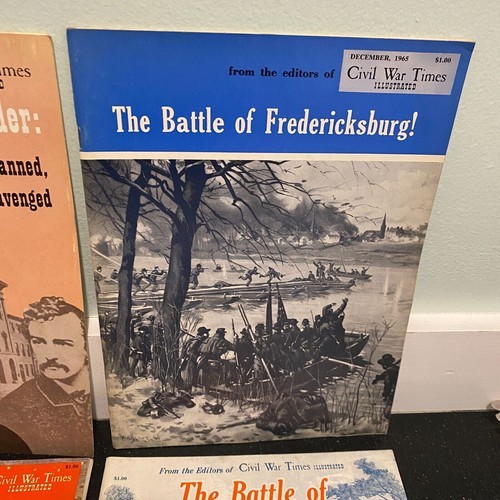 DECEMBER, 1965 $1.00
from the editors of Civil War Times
ILLUSTRATED
The Battle of Fredericksburg!
mes
der:
anned,
avenged
Civil War Times
ILLUSTRATED
$1.00
$1.00
From the Editors of Civil War Times ILLUSTRATED
The Battle of